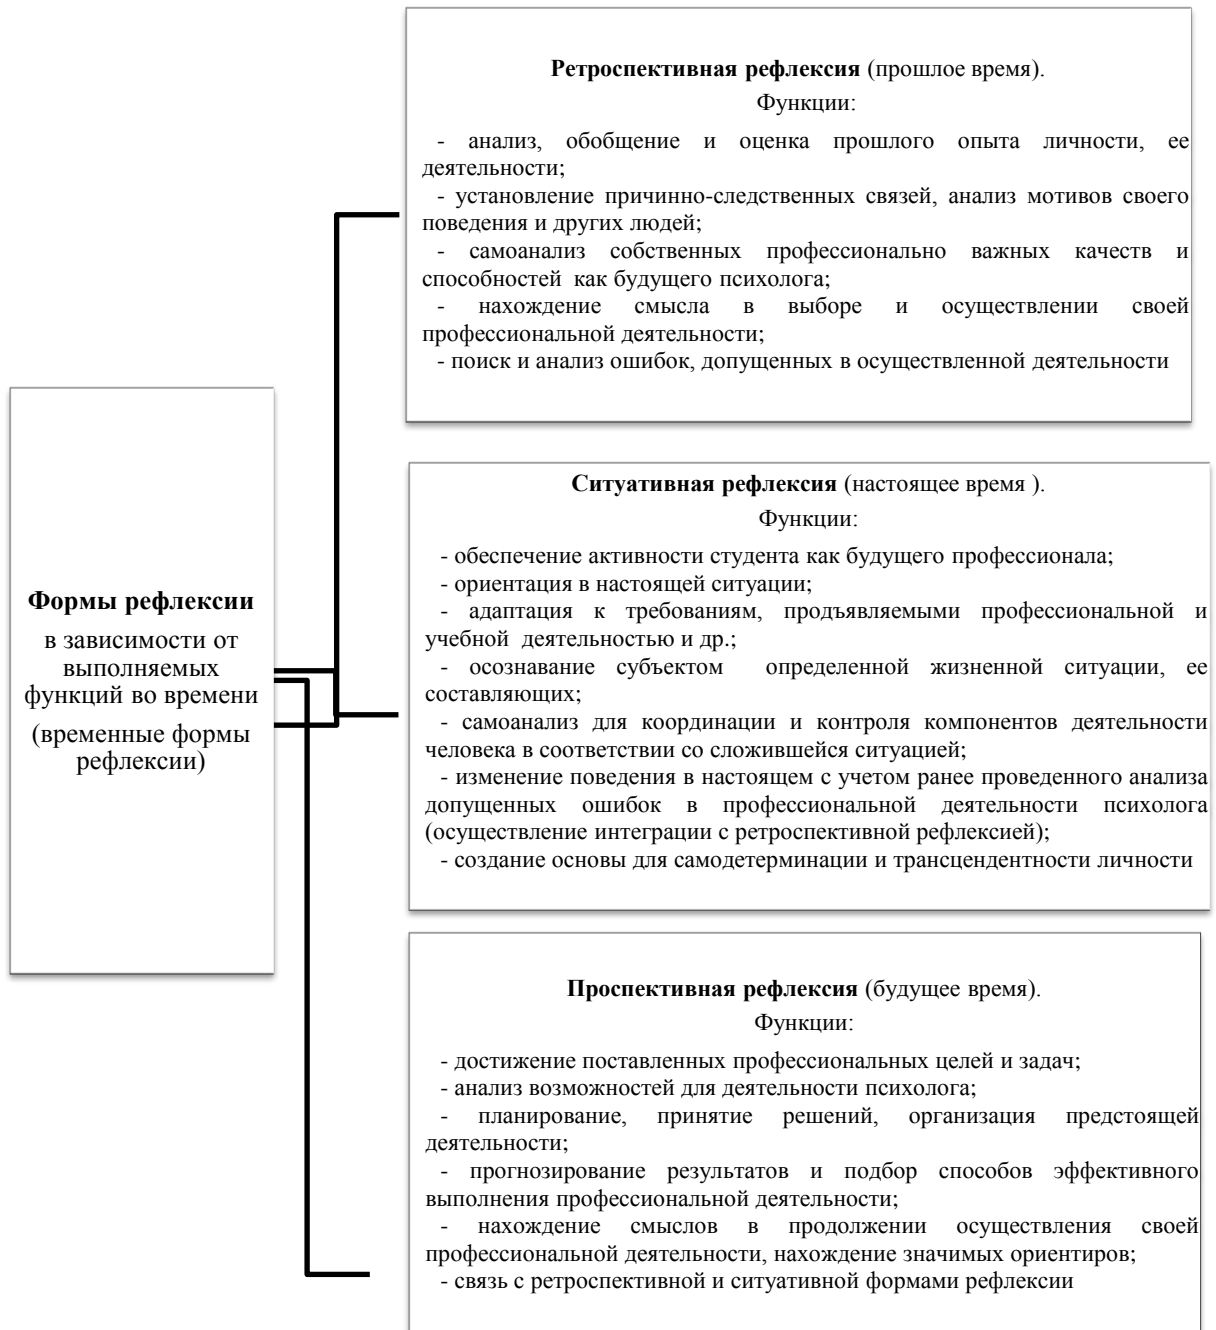 Ретроспективная рефлексия (прошлое время).
Функции:
- анализ, обобщение и оценка прошлого опыта личности, ее
деятельности;
- установление причинно-следственных связей, анализ мотивов своего
поведения и других людей;
- самоанализ собственных профессионально важных качеств и
способностей как будущего психолога;
- нахождение смысла в выборе и осуществлении своей
профессиональной деятельности;
- поиск и анализ ошибок, допущенных в осуществленной деятельности
Формы рефлексии
в зависимости от
выполняемых
функций во времени
(временные формы
рефлексии)
Ситуативная рефлексия (настоящее время ).
Функции:
- обеспечение активности студента как будущего профессионала;
- ориентация в настоящей ситуации;
- адаптация к требованиям, продъявляемыми профессиональной и
учебной деятельностью и др.;
- осознавание субъектом определенной жизненной ситуации, ее
составляющих;
- самоанализ для координации и контроля компонентов деятельности
человека в соответствии со сложившейся ситуацией;
- изменение поведения в настоящем с учетом ранее проведенного анализа
допущенных ошибок в профессиональной деятельности психолога
(осуществление интеграции с ретроспективной рефлексией);
- создание основы для самодетерминации и трансцендентности личности
Проспективная рефлексия (будущее время).
Функции:
- достижение поставленных профессиональных целей и задач;
- анализ возможностей для деятельности психолога;
- планирование, принятие решений, организация предстоящей
деятельности;
- прогнозирование результатов и подбор способов эффективного
выполнения профессиональной деятельности;
- нахождение смыслов в продолжении осуществления своей
профессиональной деятельности, нахождение значимых ориентиров;
- связь с ретроспективной и ситуативной формами рефлексии